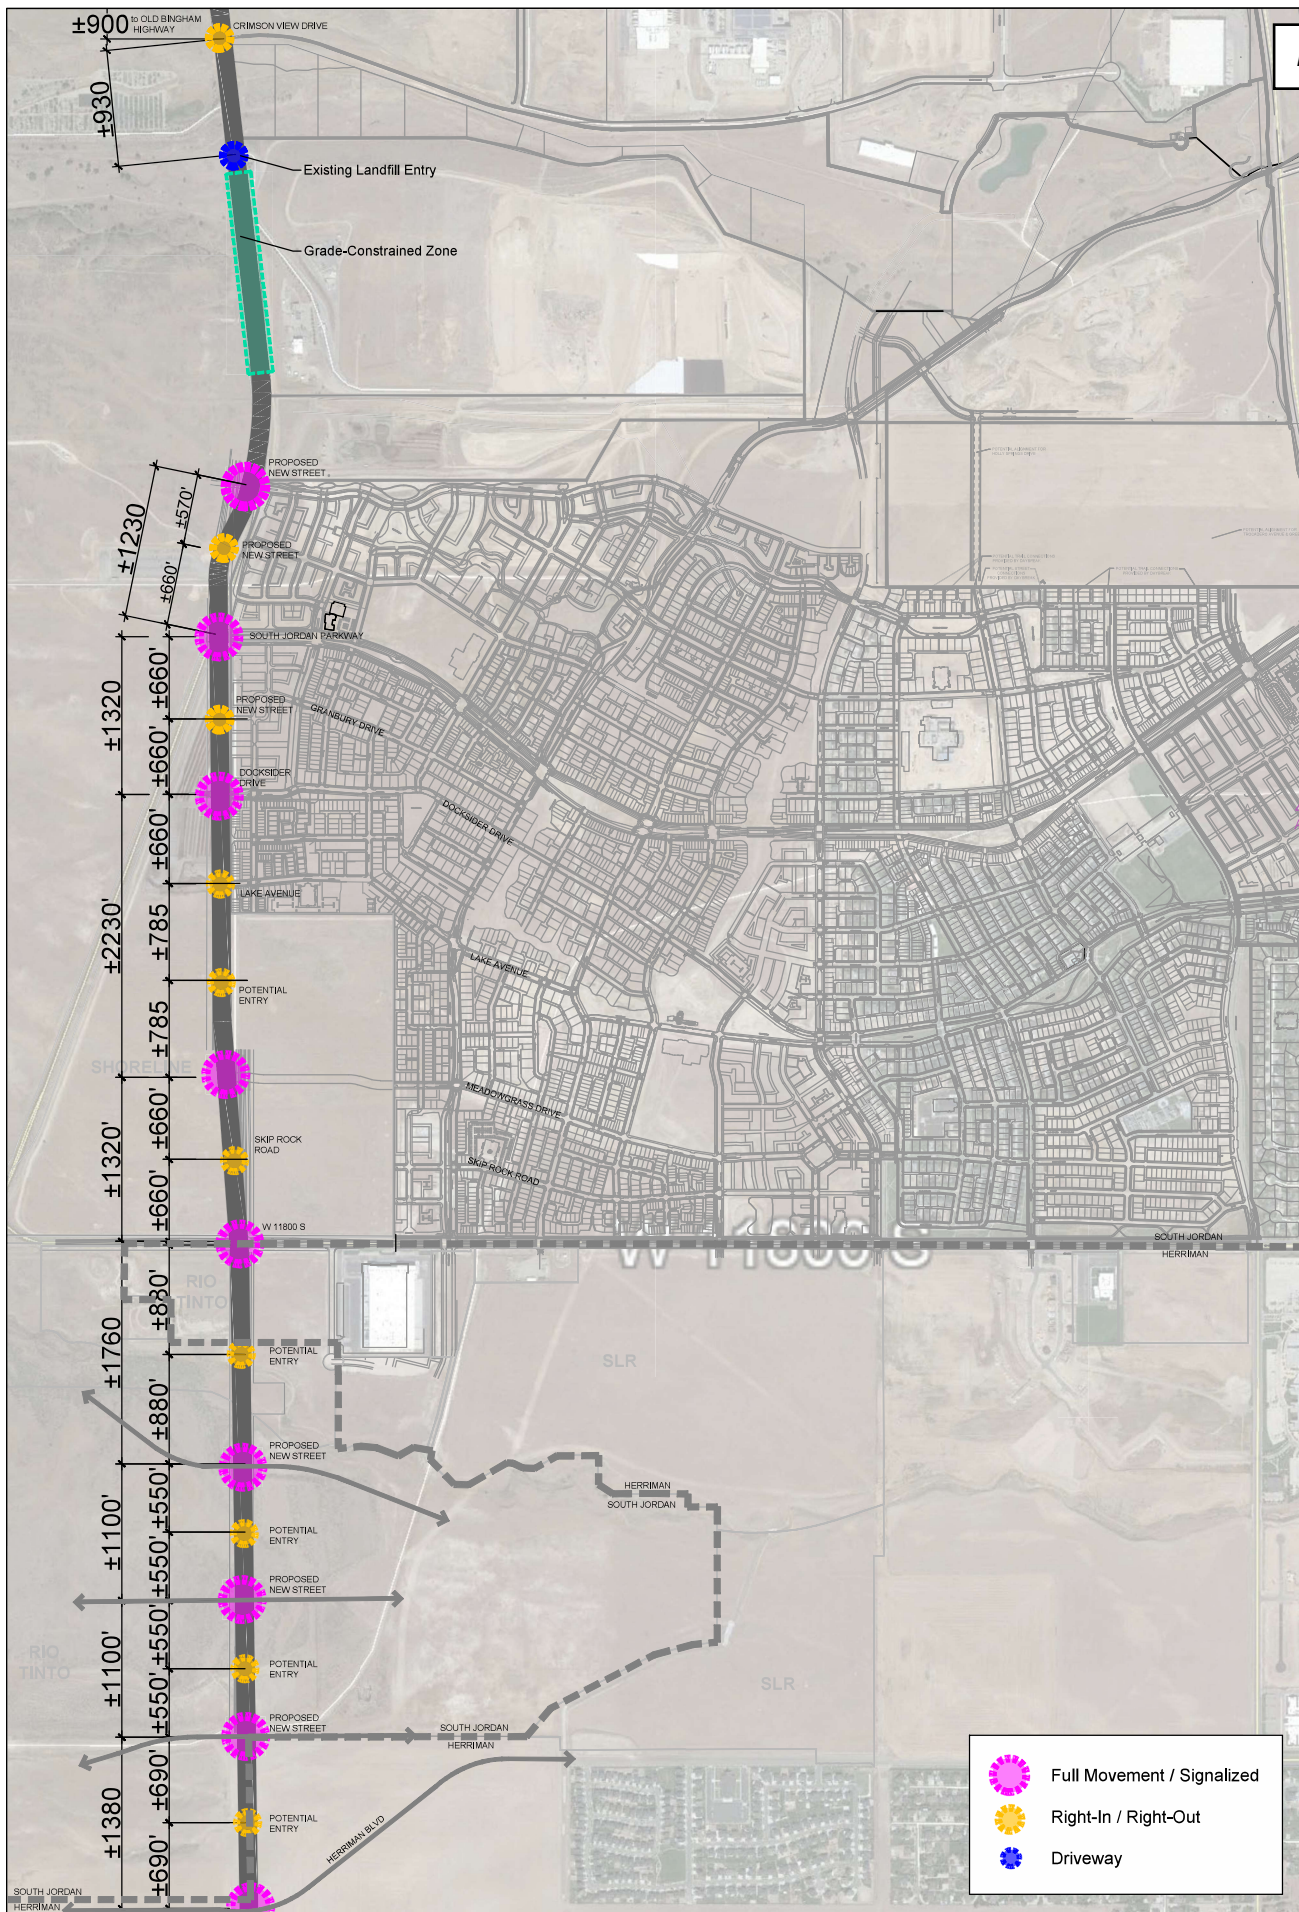 ±900 to OLD BINGHAM
HIGHWAY
CRIMSON VIEW DRIVE
±930
Existing Landfill Entry
Grade-Constrained Zone
PROPOSED
NEW STREET
±1230
±570'
PROPOSED
NEW STREET
±660'
SOUTH JORDAN PARKWAY
±1320
±660'
PROPOSED
NEW STREET
GRANBURY DRIVE
±660'
DOCKSIDER
DRIVE
DOCKSIDER DRIVE
±660'
LAKE AVENUE
±2230'
±785
LAKE AVENUE
POTENTIAL
ENTRY
±785
SHORELINE
MEADOWGRASS DRIVE
±660'
SKIP ROCK
ROAD
±1320'
SKIP ROCK ROAD
±660'
W 11800 S
W 11800 S
SOUTH JORDAN
HERRIMAN
RIO
TINTO
±880'
±1760
POTENTIAL
ENTRY
SLR
±880'
PROPOSED
NEW STREET
HERRIMAN
SOUTH JORDAN
±550'
±1100'
POTENTIAL
ENTRY
±550'
PROPOSED
NEW STREET
±550'
±1100'
RIO
TINTO
POTENTIAL
ENTRY
SLR
±550'
PROPOSED
NEW STREET
SOUTH JORDAN
HERRIMAN
±690'
±1380
POTENTIAL
ENTRY
HERRIMAN BLVD
±690'
SOUTH JORDAN
HERRIMAN
Full Movement / Signalized
Right-In / Right-Out
Driveway